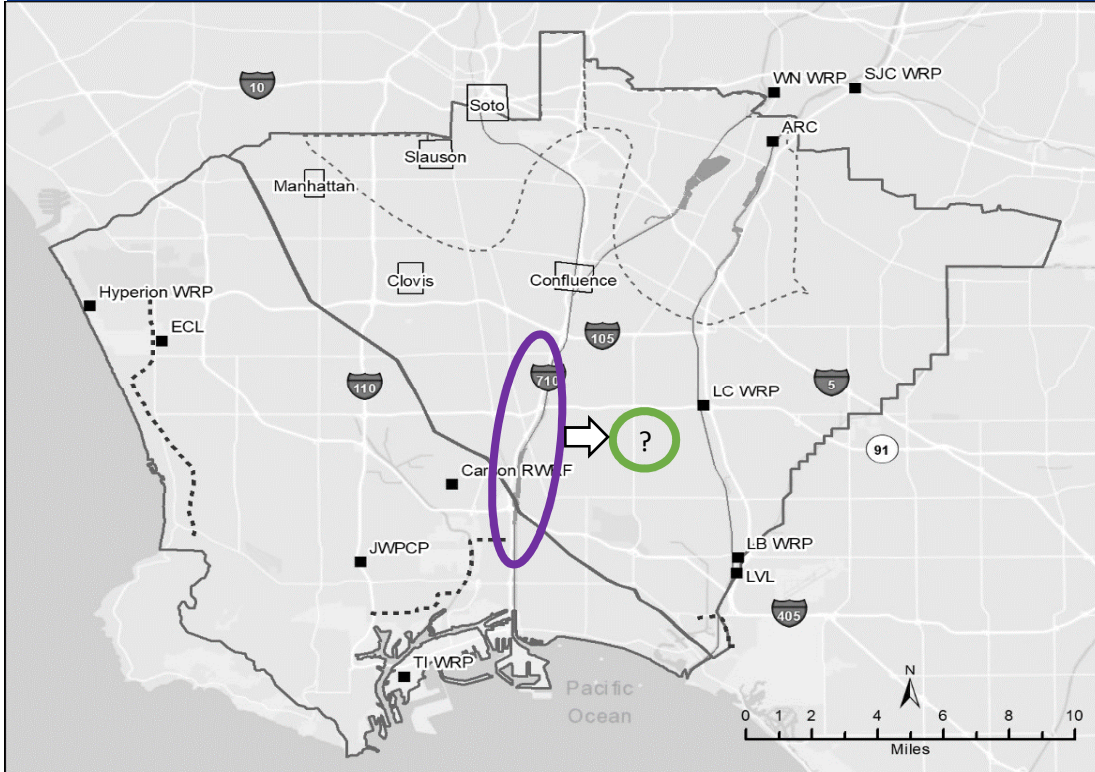 10
Soto
WN WRP
SJC WRP
ARC
Slauson
Manhattan
Clovis
Confluence
Hyperion WRP
ECL
105
710
110
5
LC WRP
?
91
Carson RWRF
JWPCP
LB WRP
LVL
405
TI WRP
Pacific
Ocean
N
0 1 2 4 6 8 10
Miles